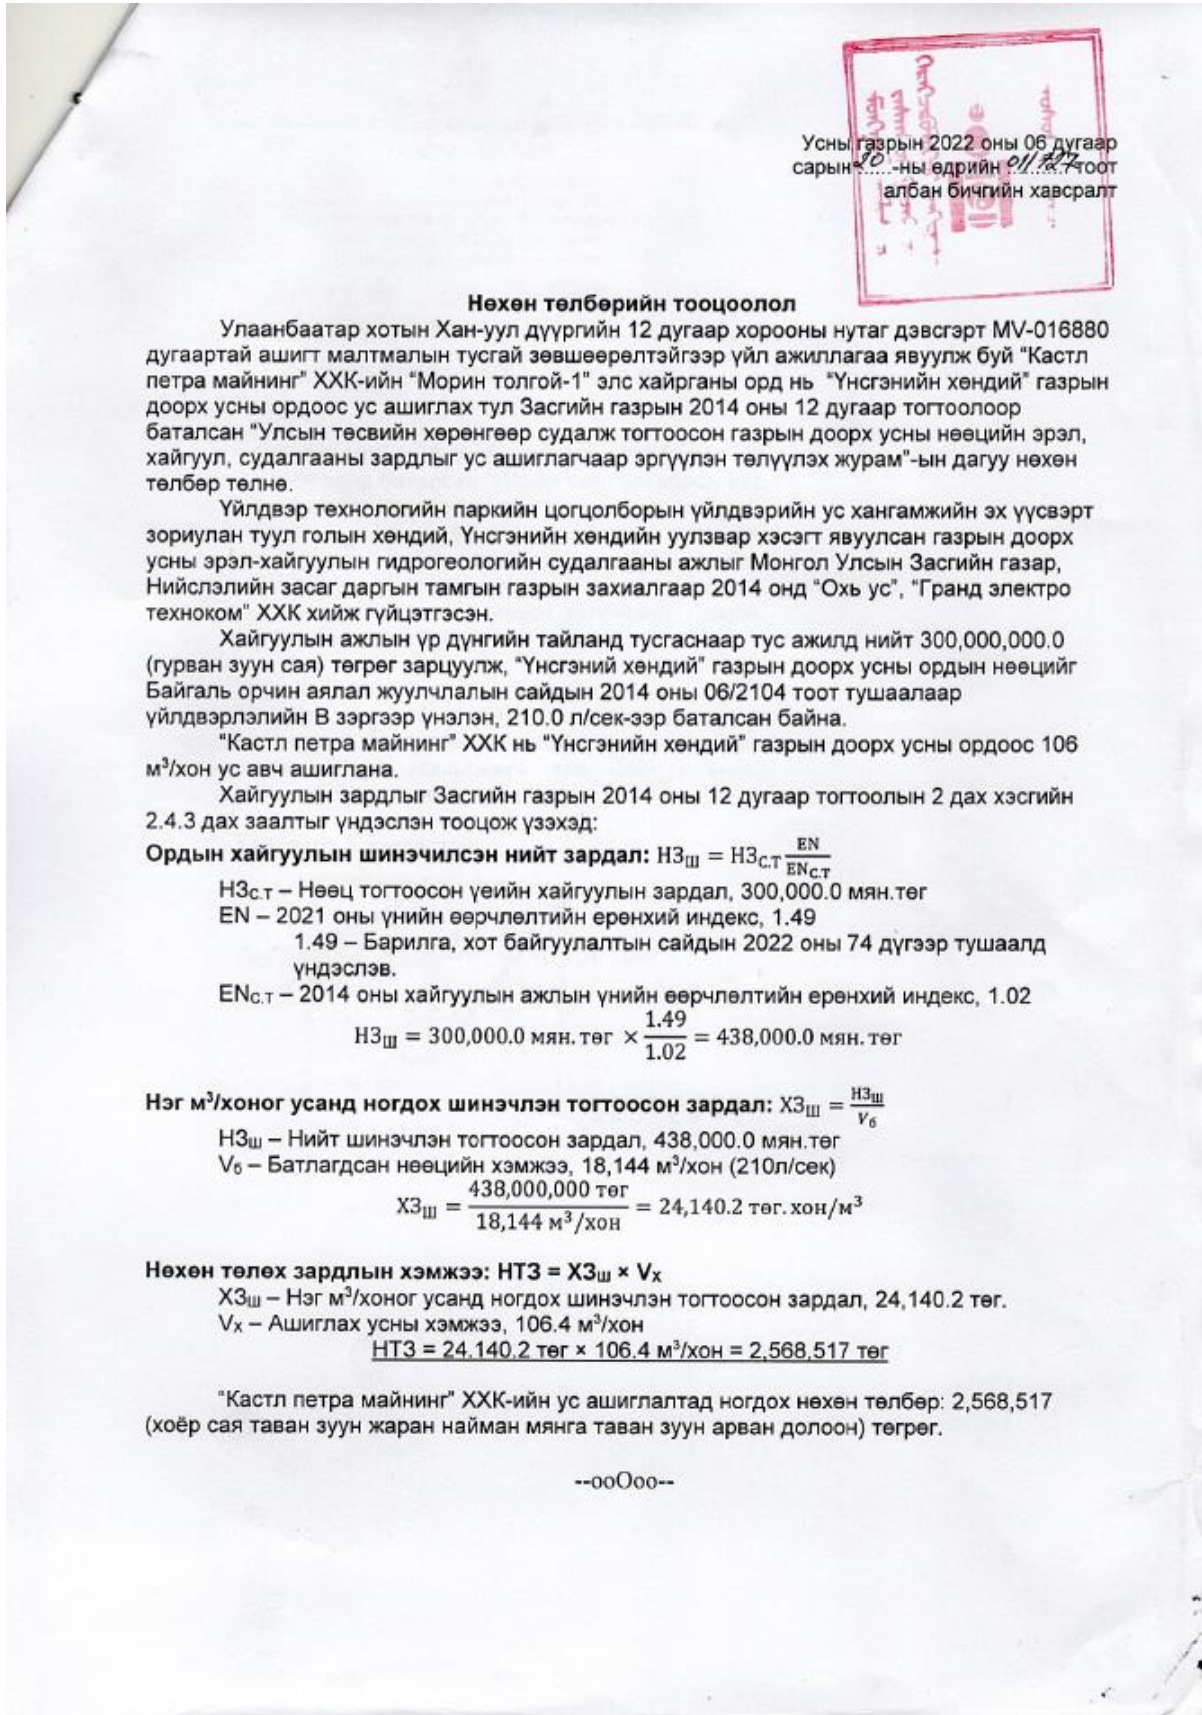 Усны газрын 2022 оны 06 дугаар
сарын 20-ны өдрийн 01/727 тоот
албан бичгийн хавсралт
Нөхөн төлбөрийн тооцоолол
Улаанбаатар хотын Хан-уул дүүргийн 12 дугаар хорооны нутаг дэвсгэрт MV-016880
дугаартай ашигт малтмалын тусгай зөвшөөрөлтэйгээр үйл ажиллагаа явуулж буй “Кастл
петра майнинг” ХХК-ийн “Морин толгой-1” элс хайрганы орд нь “Үнсгэнийн хөндий” газрын
доорх усны ордоос ус ашиглах тул Засгийн газрын 2014 оны 12 дугаар тогтоолоор
баталсан “Улсын төсвийн хөрөнгөөр судалж тогтоосон газрын доорх усны нөөцийн эрэл,
хайгуул, судалгааны зардлыг ус ашиглагчаар эргүүлэн төлүүлэх журам”-ын дагуу нөхөн
төлбөр төлнө.
Үйлдвэр технологийн паркийн цогцолборын үйлдвэрийн ус хангамжийн эх үүсвэрт
зориулан туул голын хөндий, Үнсгэнийн хөндийн уулзвар хэсэгт явуулсан газрын доорх
усны эрэл-хайгуулын гидрогеологийн судалгааны ажлыг Монгол Улсын Засгийн газар,
Нийслэлийн засаг даргын тамгын газрын захиалгаар 2014 онд “Охь ус”, “Гранд электро
техноком” ХХК хийж гүйцэтгэсэн.
Хайгуулын ажлын үр дүнгийн тайланд тусгаснаар тус ажилд нийт 300,000,000.0
(гурван зуун сая) төгрөг зарцуулж, “Үнсгэний хөндий” газрын доорх усны ордын нөөцийг
Байгаль орчин аялал жуулчлалын сайдын 2014 оны 06/2104 тоот тушаалаар
үйлдвэрлэлийн В зэргээр үнэлэн, 210.0 л/сек-ээр баталсан байна.
“Кастл петра майнинг” ХХК нь “Үнсгэнийн хөндий” газрын доорх усны ордоос 106
м³/хон ус авч ашиглана.
Хайгуулын зардлыг Засгийн газрын 2014 оны 12 дугаар тогтоолын 2 дах хэсгийн
2.4.3 дах заалтыг үндэслэн тооцож үзэхэд:
Ордын хайгуулын шинэчилсэн нийт зардал: НЗш = НЗс.т EN/ENс.т
НЗс.т – Нөөц тогтоосон үеийн хайгуулын зардал, 300,000.0 мян.төг
EN – 2021 оны үнийн өөрчлөлтийн ерөнхий индекс, 1.49
1.49 – Барилга, хот байгуулалтын сайдын 2022 оны 74 дүгээр тушаалд
үндэслэв.
ENс.т – 2014 оны хайгуулын ажлын үнийн өөрчлөлтийн ерөнхий индекс, 1.02
НЗш = 300,000.0 мян. төг × 1.49/1.02 = 438,000.0 мян. төг
Нэг м³/хоног усанд ногдох шинэчлэн тогтоосон зардал: ХЗш = НЗш/Vб
НЗш – Нийт шинэчлэн тогтоосон зардал, 438,000.0 мян.төг
Vб – Батлагдсан нөөцийн хэмжээ, 18,144 м³/хон (210л/сек)
ХЗш = 438,000,000 төг/18,144 м³/хон = 24,140.2 төг. хон/м³
Нөхөн төлөх зардлын хэмжээ: НТЗ = ХЗш × Vх
ХЗш – Нэг м³/хоног усанд ногдох шинэчлэн тогтоосон зардал, 24,140.2 төг.
Vх – Ашиглах усны хэмжээ, 106.4 м³/хон
НТЗ = 24.140.2 төг × 106.4 м³/хон = 2,568,517 төг
“Кастл петра майнинг” ХХК-ийн ус ашиглалтад ногдох нөхөн төлбөр: 2,568,517
(хоёр сая таван зуун жаран найман мянга таван зуун арван долоон) төгрөг.
--ооОоо--